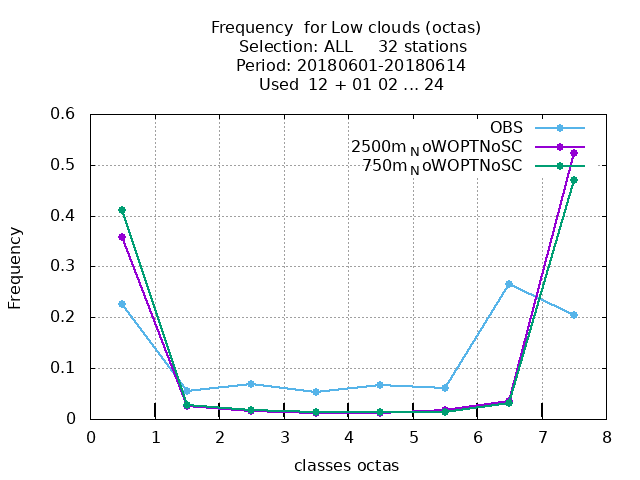 Frequency for Low clouds (octas)
Selection: ALL 32 stations
Period: 20180601-20180614
Used 12 + 01 02 ... 24
OBS
2500m_NoWOPTNoSC
750m_NoWOPTNoSC
0.6
0.5
0.4
0.3
0.2
0.1
0
Frequency
0 1 2 3 4 5 6 7 8
classes octas